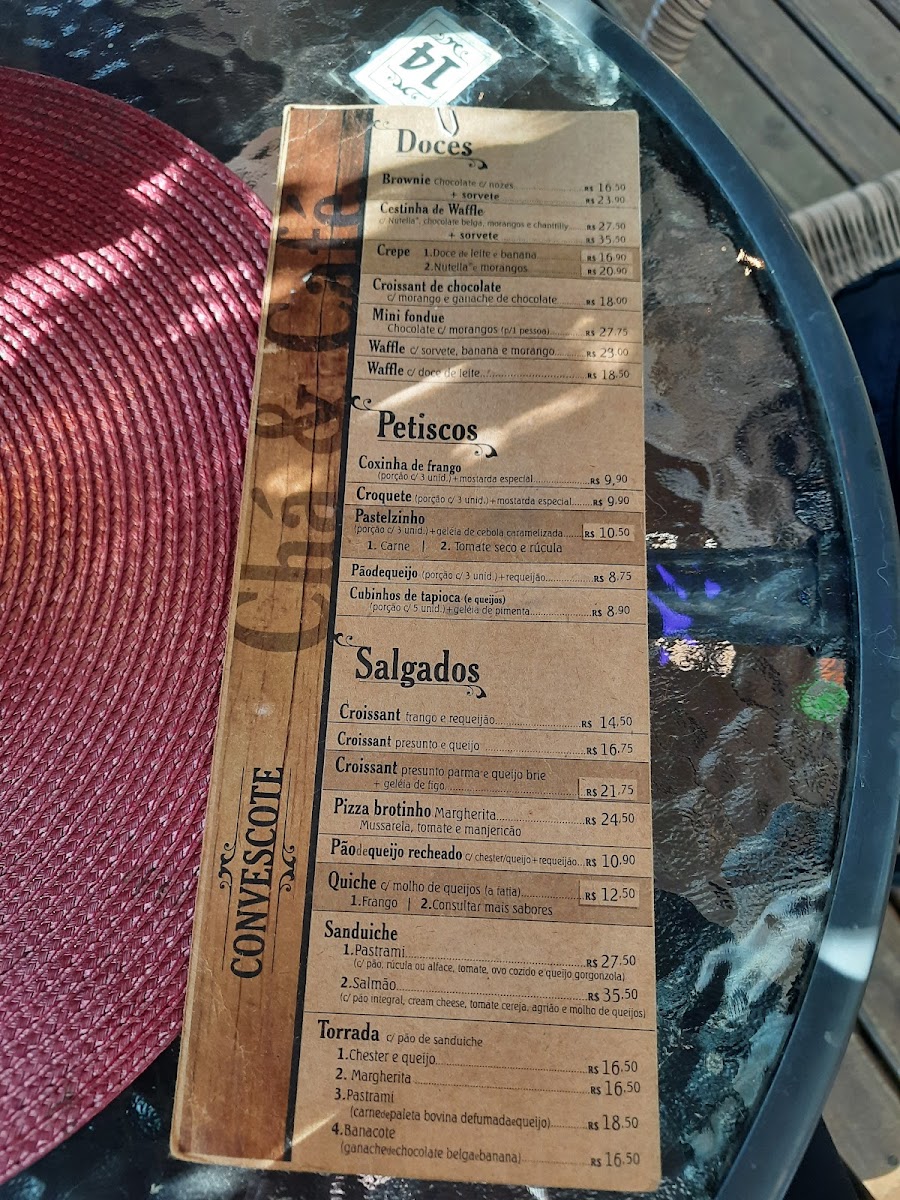 14
Chá & Café
CONVESCOTE
Doces
Brownie Chocolate c/ nozes R$ 16.50
+ sorvete R$ 23.90
Cestinha de Waffle
c/ Nutella", chocolate belga, morangos e chantilly R$ 27.50
+ sorvete R$ 35.50
Crepe 1.Doce de leite e banana R$ 16.90
2.Nutella" e morangos R$ 20.90
Croissant de chocolate
c/ morango e ganache de chocolate R$ 18.00
Mini fondue
Chocolate c/ morangos (p/1 pessoa) R$ 27.75
Waffle c/ sorvete, banana e morango R$ 23.00
Waffle c/ doce de leite R$ 18.50
Petiscos
Coxinha de frango
(porção c/ 3 unid.) + mostarda especial R$ 9,90
Croquete (porção c/ 3 unid.) + mostarda especial R$ 9.90
Pastelzinho
(porção c/ 3 unid.) + geléia de cebola caramelizada R$ 10.50
1. Carne | 2. Tomate seco e rúcula
Pãodequeijo (porção c/ 3 unid.) + requeijão R$ 8.75
Cubinhos de tapioca (e queijos)
(porção c/ 5 unid.) + geléia de pimenta R$ 8.90
Salgados
Croissant frango e requeijão R$ 14.50
Croissant presunto e queijo R$ 16.75
Croissant presunto parma e queijo brie
+ geléia de figo R$ 21.75
Pizza brotinho Margherita R$ 24.50
Mussarela, tomate e manjericão
Pãodequeijo recheado c/ chester/queijo + requeijão R$ 10.90
Quiche c/ molho de queijos (a fatia) R$ 12.50
1.Frango | 2.Consultar mais sabores
Sanduiche
1.Pastrami R$ 27.50
(c/ pão, rúcula ou alface, tomate, ovo cozido e queijo gorgonzola)
2.Salmão R$ 35.50
(c/ pão integral, cream cheese, tomate cereja, agrião e molho de queijos)
Torrada c/ pão de sanduiche
1.Chester e queijo R$ 16.50
2. Margherita R$ 16.50
3.Pastrami
(carne de paleta bovina defumada e queijo) R$ 18.50
4.Banacote
(ganache de chocolate belga e banana) R$ 16.50